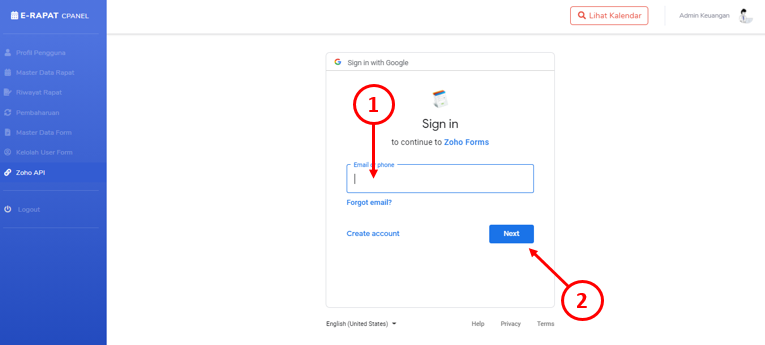 E-RAPAT CPANEL
Lihat Kalendar
Admin Keuangan
Profil Pengguna
Master Data Rapat
Riwayat Rapat
Pembaharuan
Master Data Form
Kelolah User Form
Zoho API
Logout
Sign in with Google
1
Sign in
to continue to Zoho Forms
Email or phone
Forgot email?
Create account
Next
2
English (United States)
Help Privacy Terms